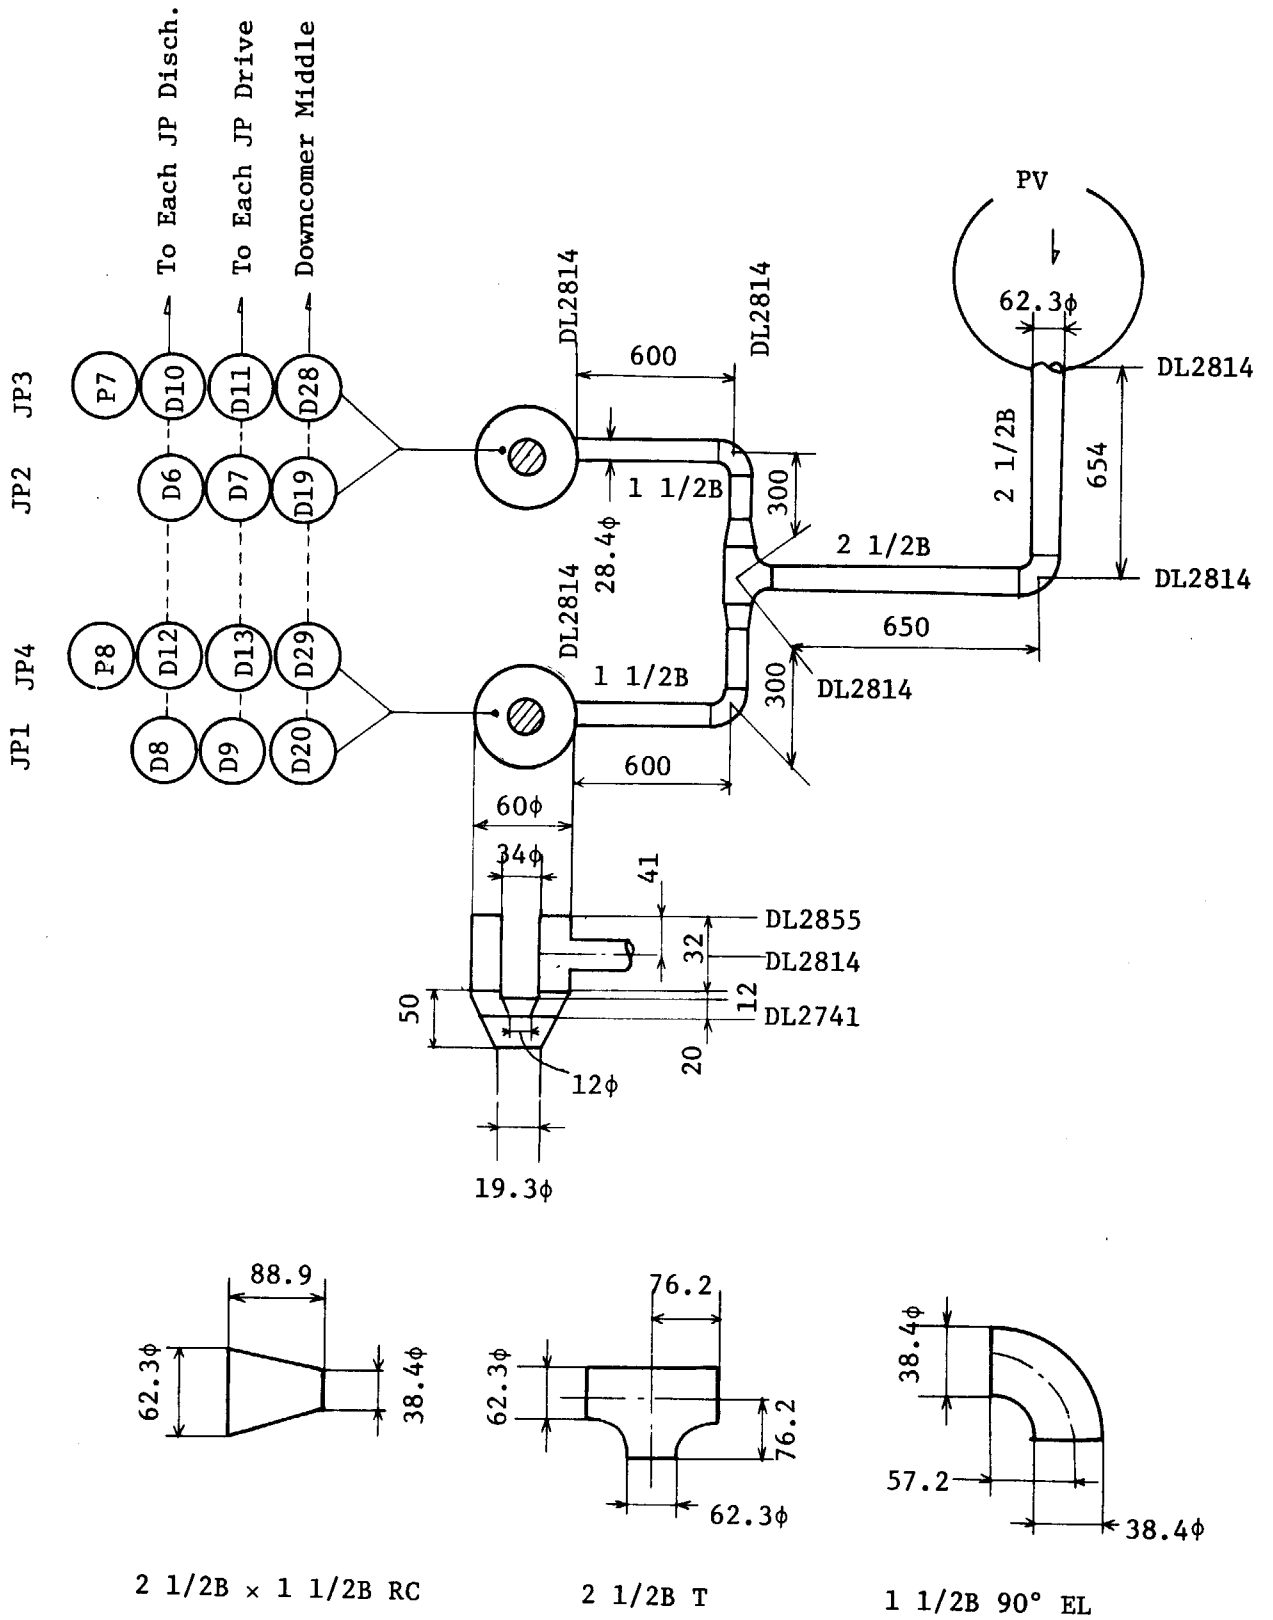 To Each JP Disch.
To Each JP Drive
Downcomer Middle
JP3
P7
D10
D11
D28
JP2
D6
D7
D19
JP4
P8
D12
D13
D29
JP1
D8
D9
D20
PV
62.3φ
DL2814
DL2814
600
DL2814
2 1/2B
654
1 1/2B
300
28.4φ
2 1/2B
DL2814
DL2814
650
1 1/2B
300
DL2814
600
60φ
34φ
41
DL2855
32
DL2814
50
12
DL2741
20
12φ
19.3φ
88.9
62.3φ
38.4φ
2 1/2B × 1 1/2B RC
76.2
62.3φ
76.2
62.3φ
2 1/2B T
38.4φ
57.2
38.4φ
1 1/2B 90° EL